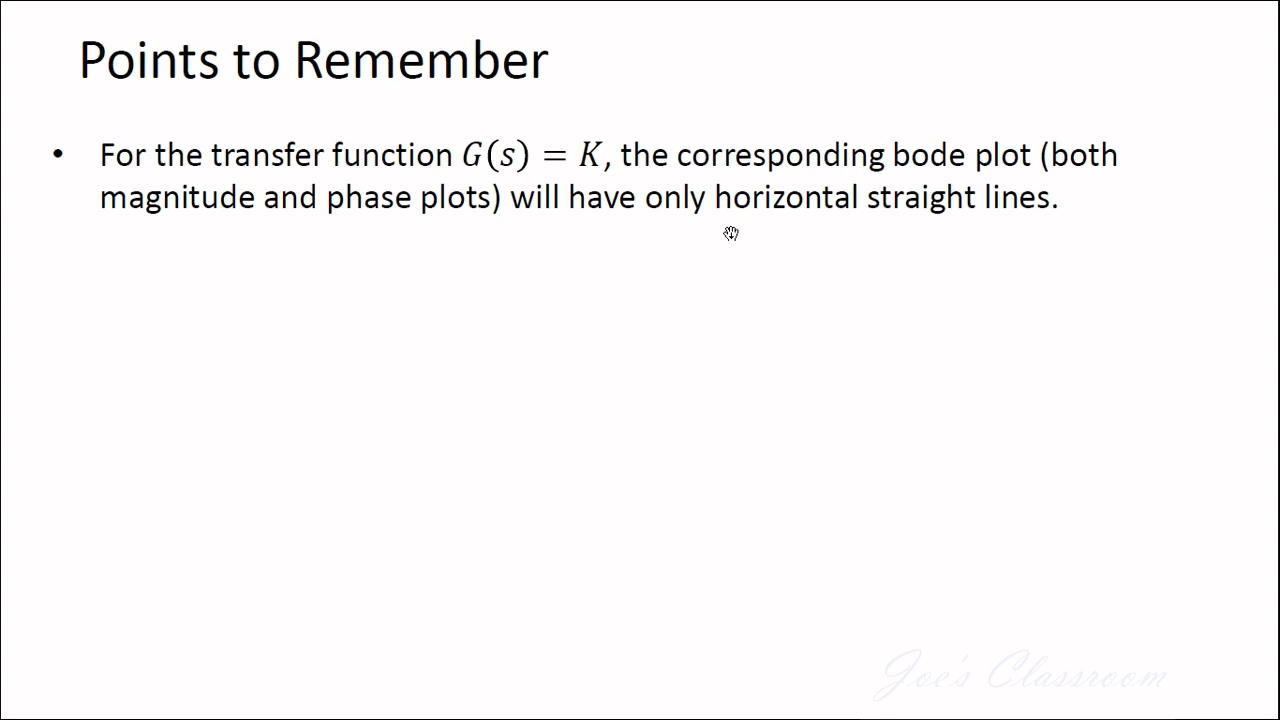 Points to Remember
• For the transfer function G(s) = K, the corresponding bode plot (both
magnitude and phase plots) will have only horizontal straight lines.
Joe's Classroom